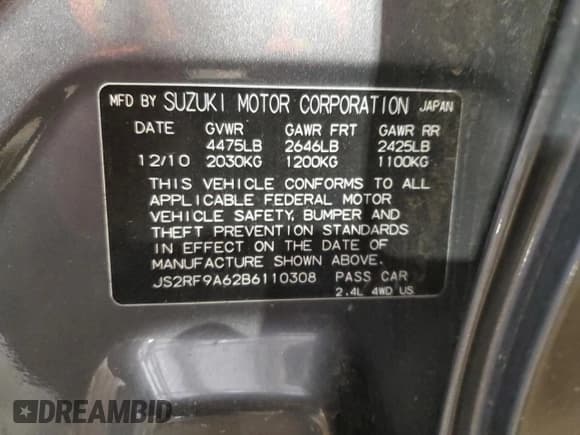 MFD BY SUZUKI MOTOR CORPORATION JAPAN
DATE GVWR GAWR FRT GAWR RR
4475LB 2646LB 2425LB
12/10 2030KG 1200KG 1100KG
THIS VEHICLE CONFORMS TO ALL
APPLICABLE FEDERAL MOTOR
VEHICLE SAFETY, BUMPER AND
THEFT PREVENTION STANDARDS
IN EFFECT ON THE DATE OF
MANUFACTURE SHOWN ABOVE.
JS2RF9A62B6110308 PASS CAR
2.4L 4WD US
DREAMBID